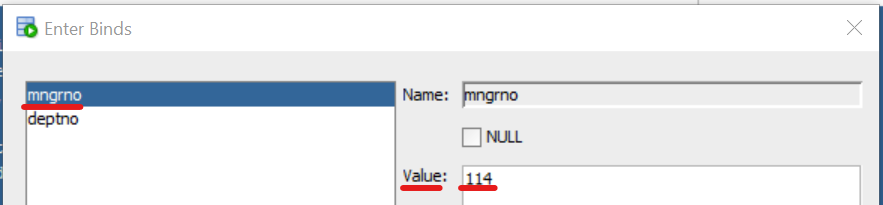 Enter Binds
mngrno
deptno
Name: mngrno
NULL
Value: 114